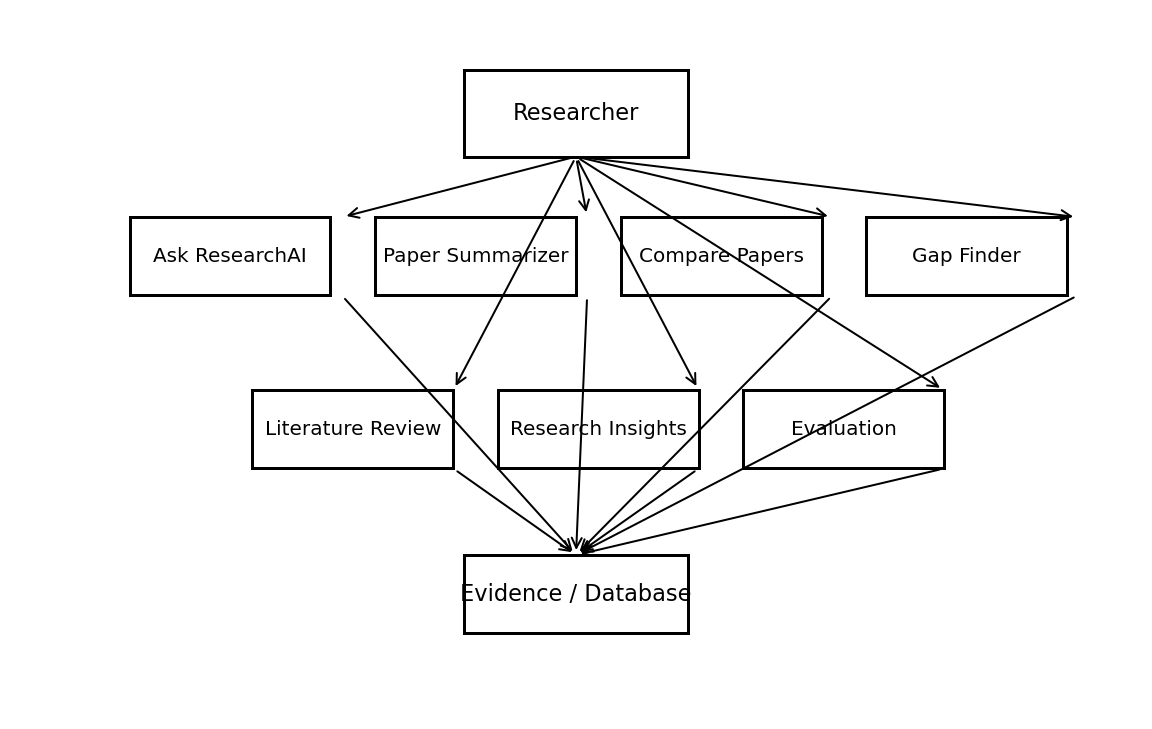 Researcher
Ask ResearchAI
Paper Summarizer
Compare Papers
Gap Finder
Literature Review
Research Insights
Evaluation
Evidence / Database